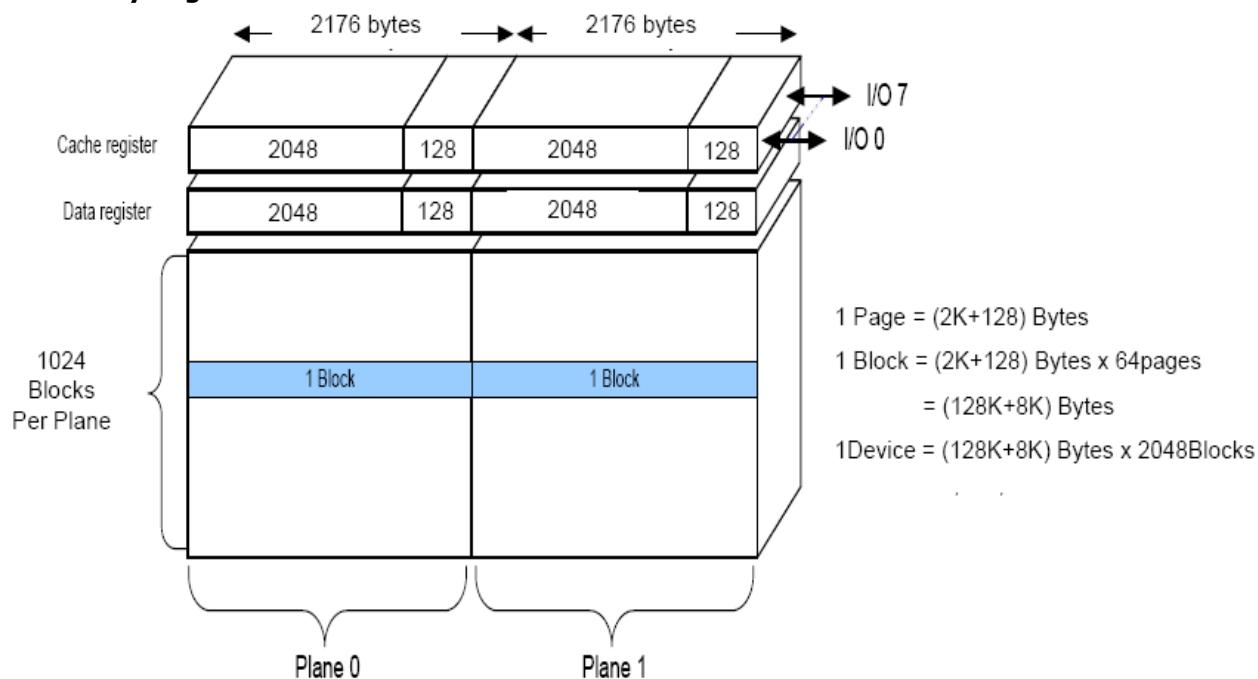 2176 bytes 2176 bytes
I/O 7
I/O 0
Cache register 2048 128 2048 128
Data register 2048 128 2048 128
1024
Blocks
Per Plane
1 Block 1 Block
1 Page = (2K+128) Bytes
1 Block = (2K+128) Bytes x 64pages
= (128K+8K) Bytes
1Device = (128K+8K) Bytes x 2048Blocks
Plane 0 Plane 1